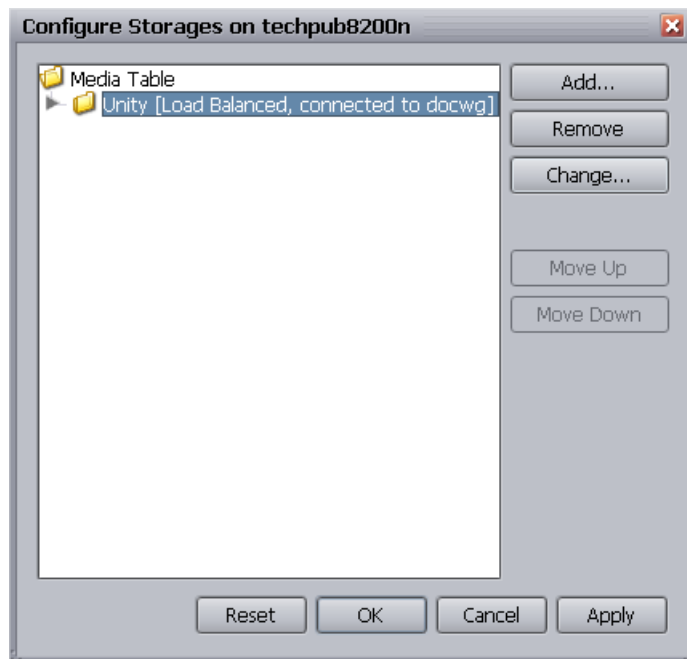 Configure Storages on techpub8200n
Media Table
Unity [Load Balanced, connected to docwg]
Add...
Remove
Change...
Move Up
Move Down
Reset
OK
Cancel
Apply